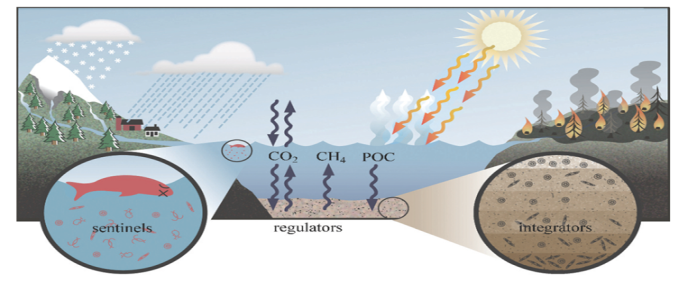 CO₂ CH₄ POC
sentinels
regulators
integrators